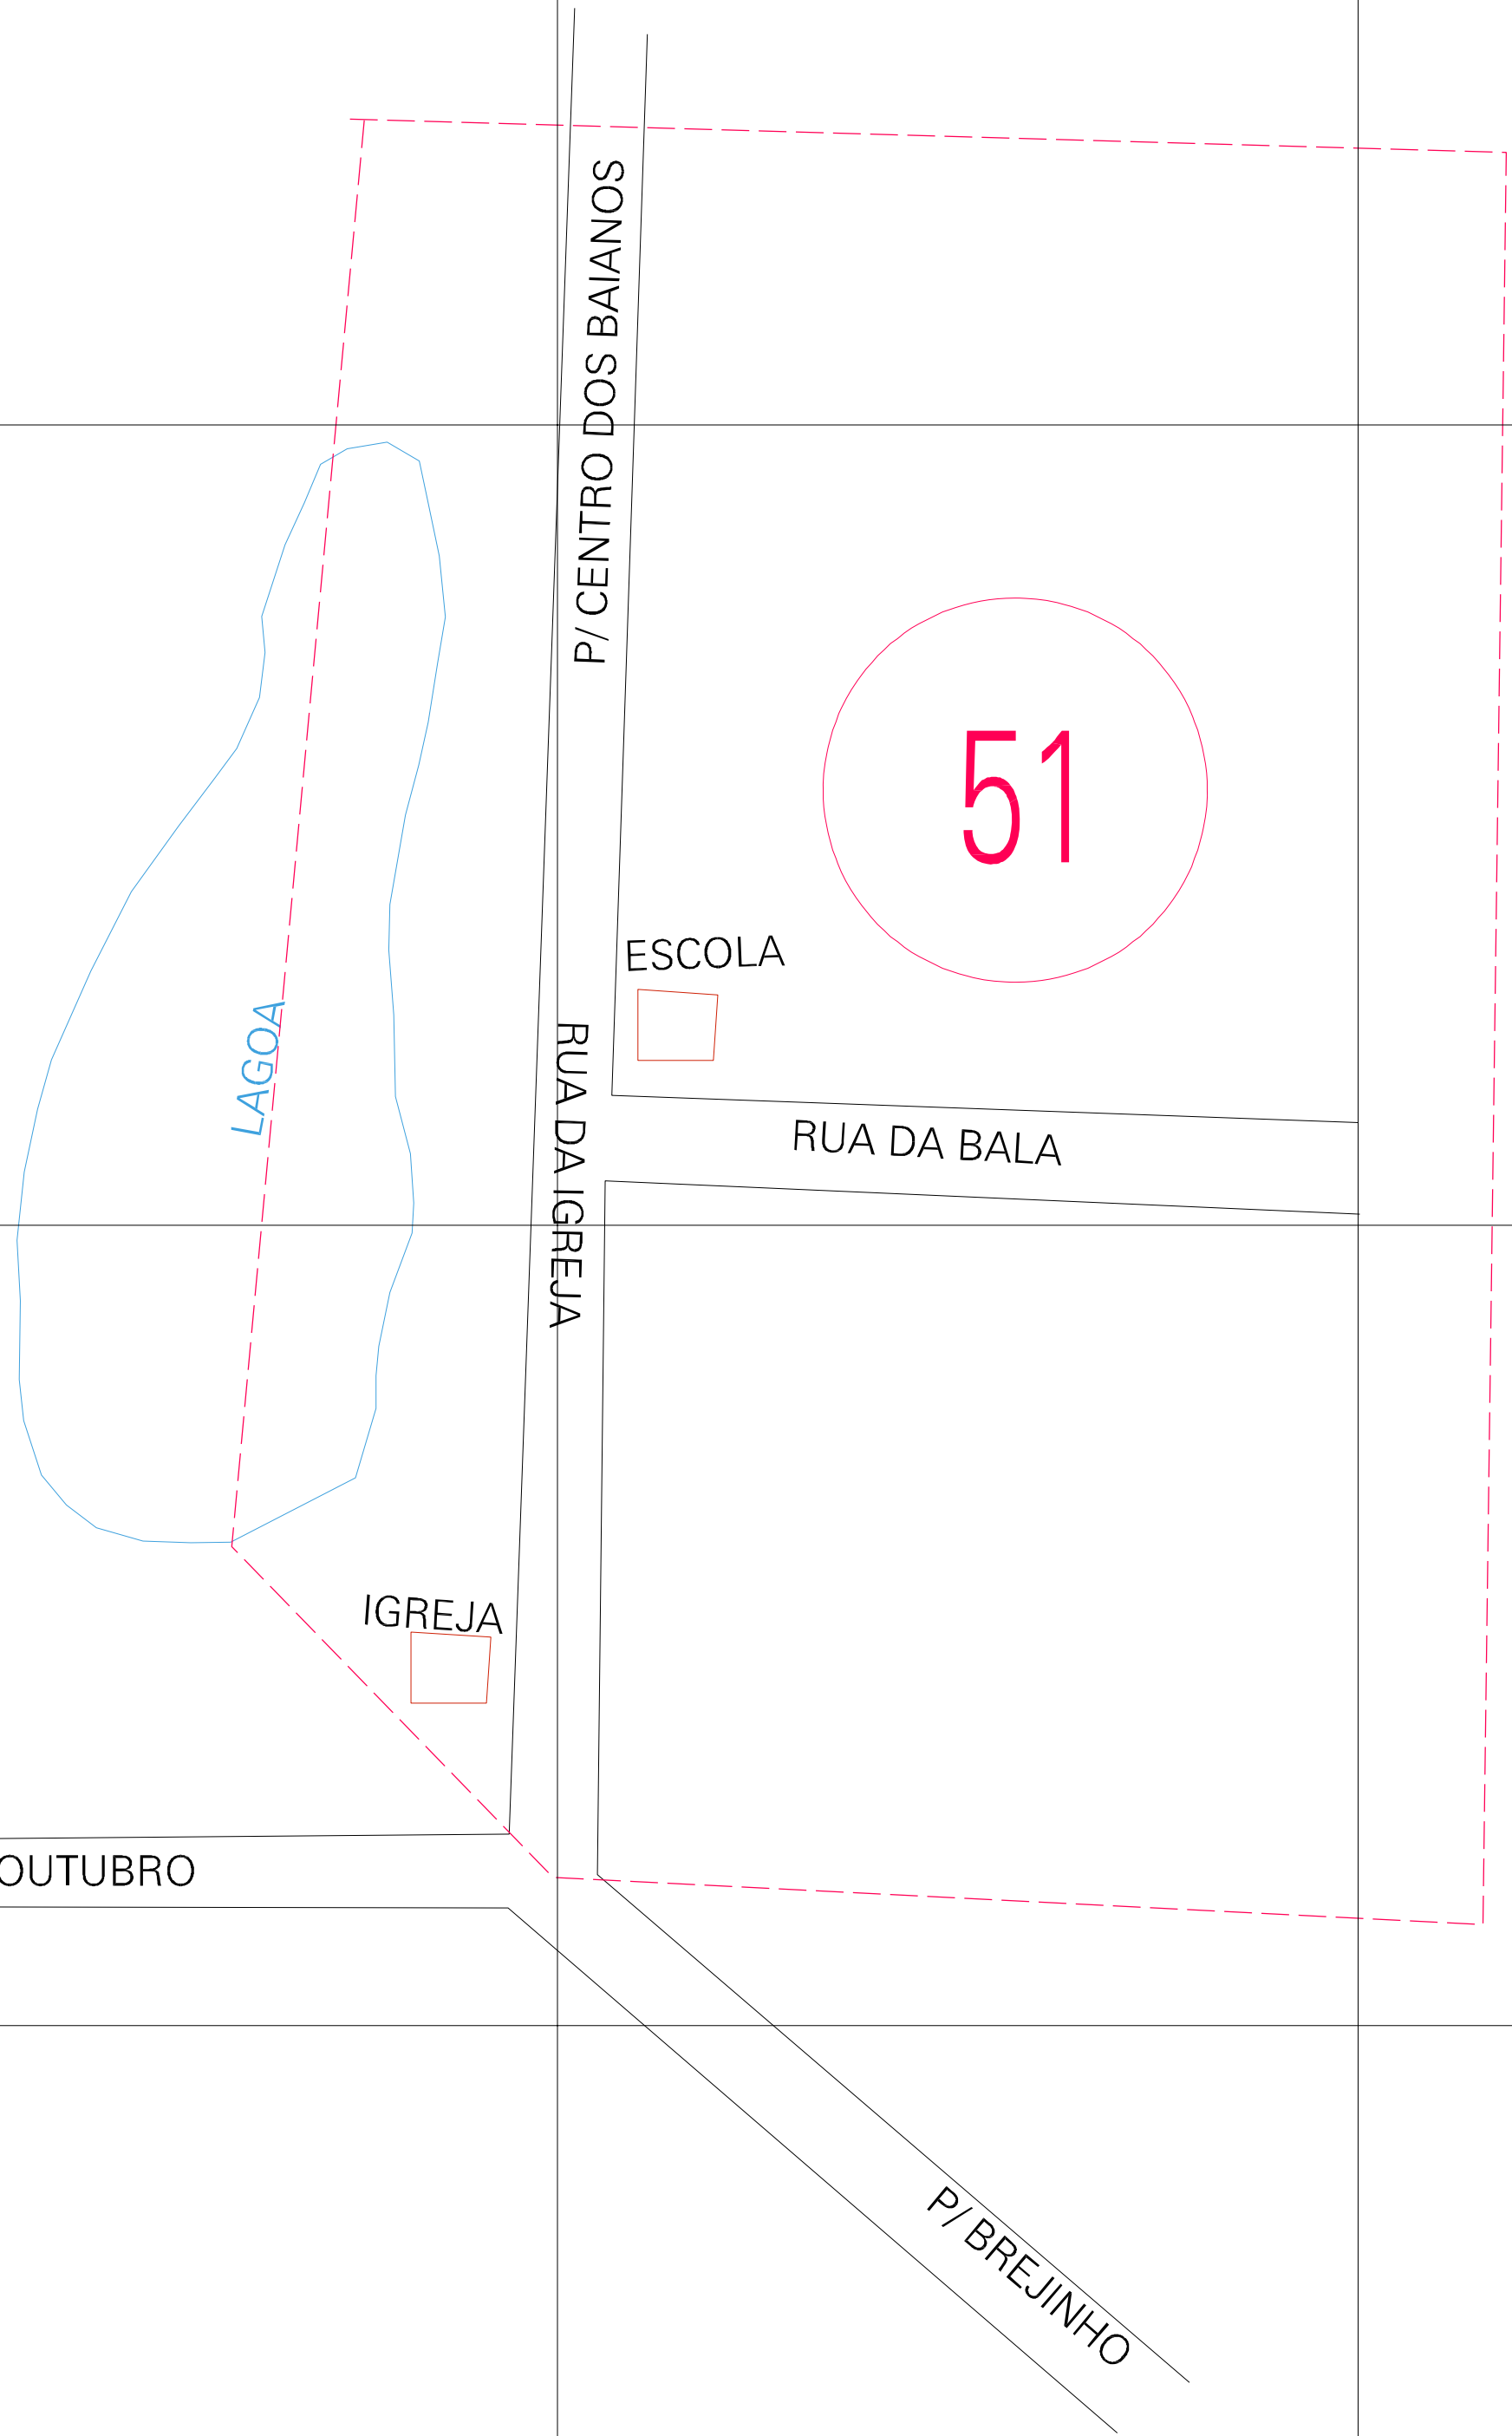 P/ CENTRO DOS BAIANOS
51
ESCOLA
LAGOA
RUA DA IGREJA
RUA DA BALA
IGREJA
OUTUBRO
P/ BREJINHO